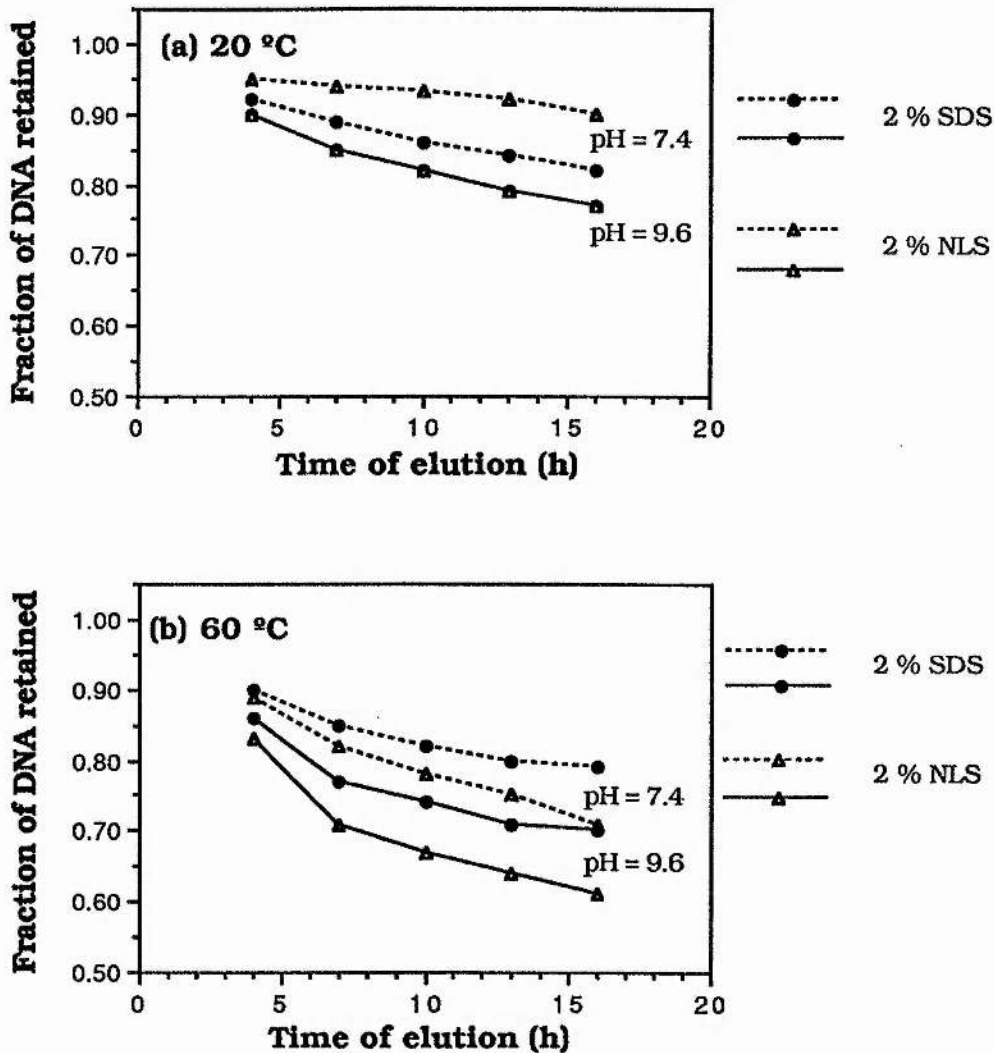 (a) 20 ºC
Fraction of DNA retained
1.00
0.90
0.80
0.70
0.60
0.50
pH = 7.4
pH = 9.6
0
5
10
15
20
Time of elution (h)
2 % SDS
2 % NLS
(b) 60 ºC
Fraction of DNA retained
1.00
0.90
0.80
0.70
0.60
0.50
pH = 7.4
pH = 9.6
0
5
10
15
20
Time of elution (h)
2 % SDS
2 % NLS